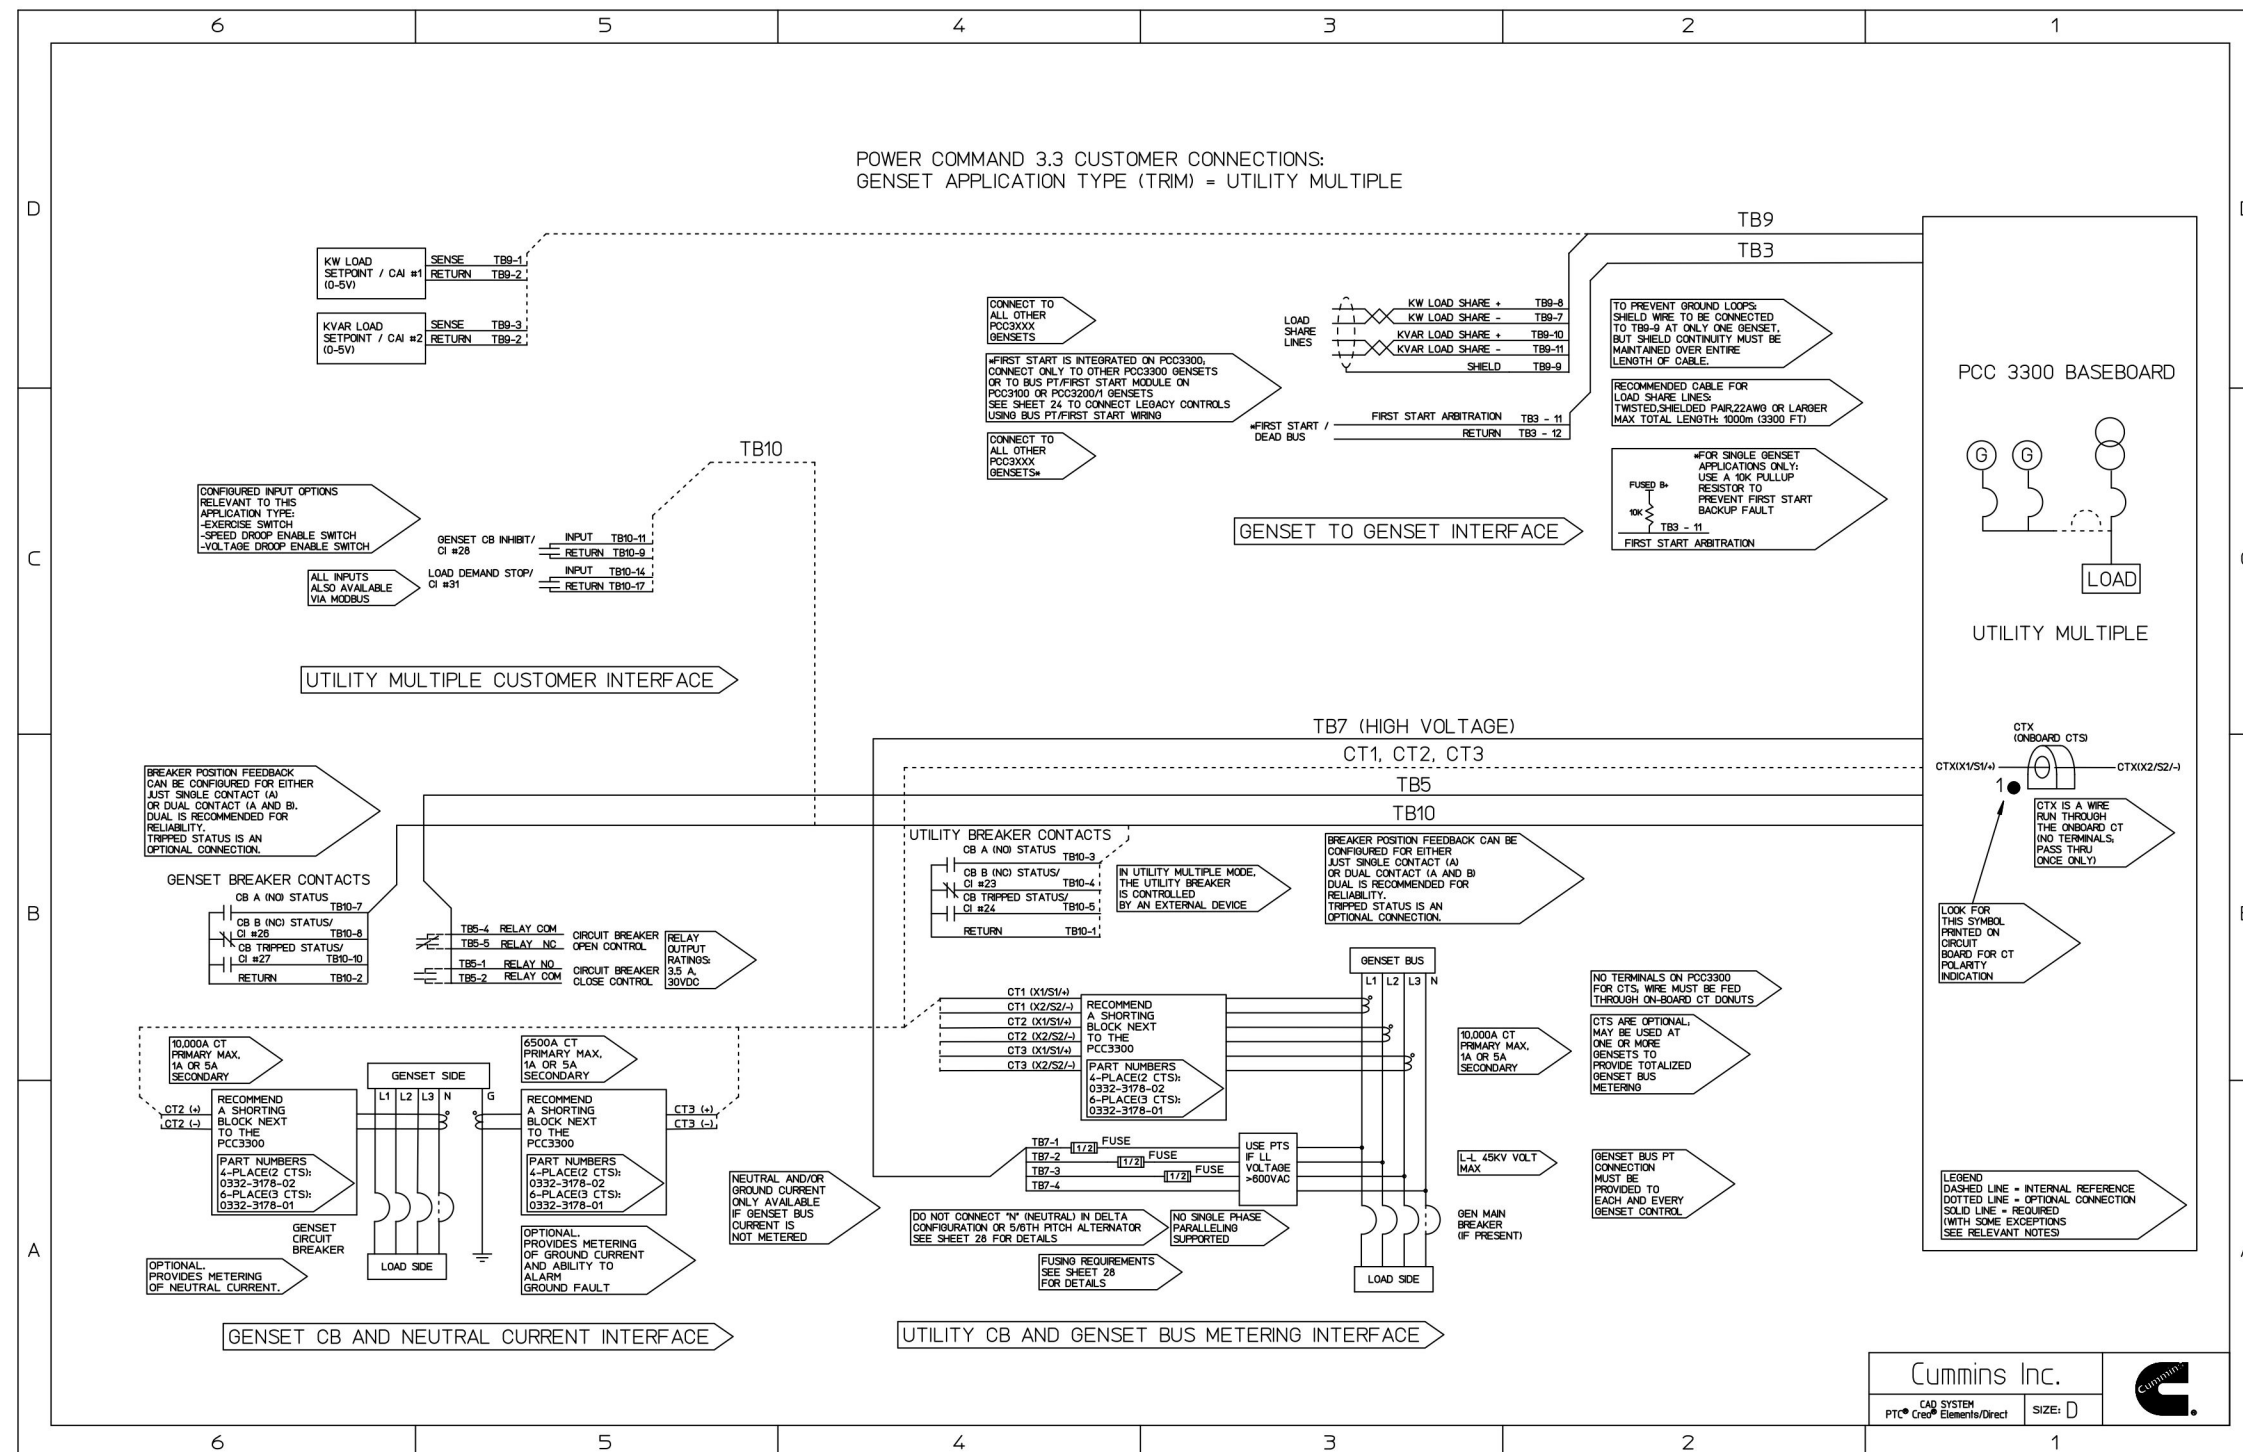 6 5 4 3 2 1
POWER COMMAND 3.3 CUSTOMER CONNECTIONS:
GENSET APPLICATION TYPE (TRIM) = UTILITY MULTIPLE
D
TB9
TB3
KW LOAD
SETPOINT / CAI #1
(0-5V)
SENSE TB9-1
RETURN TB9-2
KVAR LOAD
SETPOINT / CAI #2
(0-5V)
SENSE TB9-3
RETURN TB9-2
CONNECT TO
ALL OTHER
PCC3XXX
GENSETS
LOAD
SHARE
LINES
KW LOAD SHARE + TB9-8
KW LOAD SHARE - TB9-7
KVAR LOAD SHARE + TB9-10
KVAR LOAD SHARE - TB9-11
SHIELD TB9-9
TO PREVENT GROUND LOOPS:
SHIELD WIRE TO BE CONNECTED
TO TB9-9 AT ONLY ONE GENSET,
BUT SHIELD CONTINUITY MUST BE
MAINTAINED OVER ENTIRE
LENGTH OF CABLE.
*FIRST START IS INTEGRATED ON PCC3300;
CONNECT ONLY TO OTHER PCC3300 GENSETS
OR TO BUS PT/FIRST START MODULE ON
PCC3100 OR PCC3200/1 GENSETS
SEE SHEET 24 TO CONNECT LEGACY CONTROLS
USING BUS PT/FIRST START WIRING
RECOMMENDED CABLE FOR
LOAD SHARE LINES:
TWISTED,SHIELDED PAIR,22AWG OR LARGER
MAX TOTAL LENGTH: 1000m (3300 FT)
*FIRST START /
DEAD BUS
FIRST START ARBITRATION TB3 - 11
RETURN TB3 - 12
CONNECT TO
ALL OTHER
PCC3XXX
GENSETS*
*FOR SINGLE GENSET
APPLICATIONS ONLY:
USE A 10K PULLUP
RESISTOR TO
PREVENT FIRST START
BACKUP FAULT
FUSED B+
10K
TB3 - 11
FIRST START ARBITRATION
GENSET TO GENSET INTERFACE
PCC 3300 BASEBOARD
G G
LOAD
UTILITY MULTIPLE
C
TB10
CONFIGURED INPUT OPTIONS
RELEVANT TO THIS
APPLICATION TYPE:
-EXERCISE SWITCH
-SPEED DROOP ENABLE SWITCH
-VOLTAGE DROOP ENABLE SWITCH
GENSET CB INHIBIT/
CI #28
INPUT TB10-11
RETURN TB10-9
ALL INPUTS
ALSO AVAILABLE
VIA MODBUS
LOAD DEMAND STOP/
CI #31
INPUT TB10-14
RETURN TB10-17
UTILITY MULTIPLE CUSTOMER INTERFACE
TB7 (HIGH VOLTAGE)
CT1, CT2, CT3
TB5
TB10
CTX
(ONBOARD CTS)
CTX(X1/S1/+)
CTX(X2/S2/-)
1
CTX IS A WIRE
RUN THROUGH
THE ONBOARD CT
(NO TERMINALS,
PASS THRU
ONCE ONLY)
LOOK FOR
THIS SYMBOL
PRINTED ON
CIRCUIT
BOARD FOR CT
POLARITY
INDICATION
B
BREAKER POSITION FEEDBACK
CAN BE CONFIGURED FOR EITHER
JUST SINGLE CONTACT (A)
OR DUAL CONTACT (A AND B).
DUAL IS RECOMMENDED FOR
RELIABILITY.
TRIPPED STATUS IS AN
OPTIONAL CONNECTION.
GENSET BREAKER CONTACTS
CB A (NO) STATUS
TB10-7
CB B (NC) STATUS/
CI #26 TB10-8
CB TRIPPED STATUS/
CI #27 TB10-10
RETURN TB10-2
TB5-4 RELAY COM
TB5-5 RELAY NC
CIRCUIT BREAKER
OPEN CONTROL
TB5-1 RELAY NO
TB5-2 RELAY COM
CIRCUIT BREAKER
CLOSE CONTROL
RELAY
OUTPUT
RATINGS:
3.5 A,
30VDC
UTILITY BREAKER CONTACTS
CB A (NO) STATUS
TB10-3
CB B (NC) STATUS/
CI #23 TB10-4
CB TRIPPED STATUS/
CI #24 TB10-5
RETURN TB10-1
IN UTILITY MULTIPLE MODE,
THE UTILITY BREAKER
IS CONTROLLED
BY AN EXTERNAL DEVICE
BREAKER POSITION FEEDBACK CAN BE
CONFIGURED FOR EITHER
JUST SINGLE CONTACT (A)
OR DUAL CONTACT (A AND B)
DUAL IS RECOMMENDED FOR
RELIABILITY.
TRIPPED STATUS IS AN
OPTIONAL CONNECTION.
GENSET BUS
L1 L2 L3 N
CT1 (X1/S1/+)
CT1 (X2/S2/-)
CT2 (X1/S1/+)
CT2 (X2/S2/-)
CT3 (X1/S1/+)
CT3 (X2/S2/-)
RECOMMEND
A SHORTING
BLOCK NEXT
TO THE
PCC3300
PART NUMBERS
4-PLACE(2 CTS):
0332-3178-02
6-PLACE(3 CTS):
0332-3178-01
10,000A CT
PRIMARY MAX,
1A OR 5A
SECONDARY
NO TERMINALS ON PCC3300
FOR CTS, WIRE MUST BE FED
THROUGH ON-BOARD CT DONUTS
CTS ARE OPTIONAL;
MAY BE USED AT
ONE OR MORE
GENSETS TO
PROVIDE TOTALIZED
GENSET BUS
METERING
10,000A CT
PRIMARY MAX,
1A OR 5A
SECONDARY
GENSET SIDE
L1 L2 L3 N G
6500A CT
PRIMARY MAX,
1A OR 5A
SECONDARY
CT2 (+)
CT2 (-)
RECOMMEND
A SHORTING
BLOCK NEXT
TO THE
PCC3300
PART NUMBERS
4-PLACE(2 CTS):
0332-3178-02
6-PLACE(3 CTS):
0332-3178-01
RECOMMEND
A SHORTING
BLOCK NEXT
TO THE
PCC3300
PART NUMBERS
4-PLACE(2 CTS):
0332-3178-02
6-PLACE(3 CTS):
0332-3178-01
CT3 (+)
CT3 (-)
A
GENSET
CIRCUIT
BREAKER
LOAD SIDE
OPTIONAL.
PROVIDES METERING
OF NEUTRAL CURRENT.
OPTIONAL.
PROVIDES METERING
OF GROUND CURRENT
AND ABILITY TO
ALARM
GROUND FAULT
NEUTRAL AND/OR
GROUND CURRENT
ONLY AVAILABLE
IF GENSET BUS
CURRENT IS
NOT METERED
TB7-1 1/2 FUSE
TB7-2 1/2 FUSE
TB7-3 1/2 FUSE
TB7-4
USE PTS
IF LL
VOLTAGE
>600VAC
L-L 45KV VOLT
MAX
GENSET BUS PT
CONNECTION
MUST BE
PROVIDED TO
EACH AND EVERY
GENSET CONTROL
DO NOT CONNECT "N" (NEUTRAL) IN DELTA
CONFIGURATION OR 5/6TH PITCH ALTERNATOR
SEE SHEET 28 FOR DETAILS
NO SINGLE PHASE
PARALLELING
SUPPORTED
GEN MAIN
BREAKER
(IF PRESENT)
FUSING REQUIREMENTS
SEE SHEET 28
FOR DETAILS
LOAD SIDE
LEGEND
DASHED LINE = INTERNAL REFERENCE
DOTTED LINE = OPTIONAL CONNECTION
SOLID LINE = REQUIRED
(WITH SOME EXCEPTIONS
SEE RELEVANT NOTES)
GENSET CB AND NEUTRAL CURRENT INTERFACE
UTILITY CB AND GENSET BUS METERING INTERFACE
Cummins Inc.
CAD SYSTEM
PTC® Creo® Elements/Direct
SIZE: D
Cummins
®
6 5 4 3 2 1